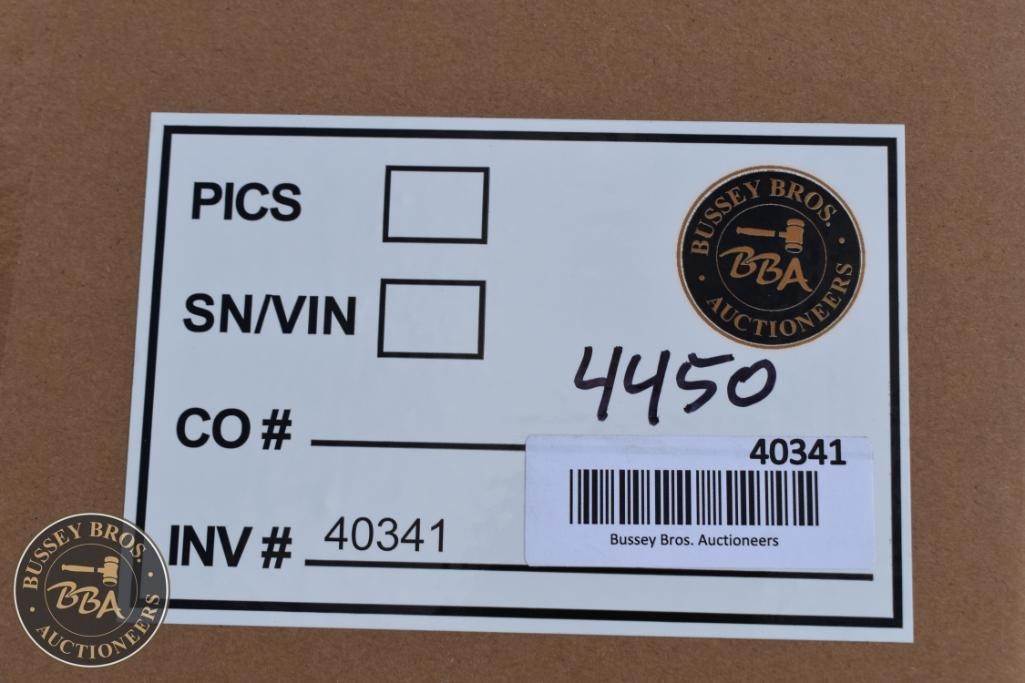 PICS
BUSSEY BROS.
BBA
AUCTIONEERS
SN/VIN
4450
CO #
40341
Bussey Bros. Auctioneers
INV # 40341
BUSSEY BROS.
BBA
AUCTIONEERS